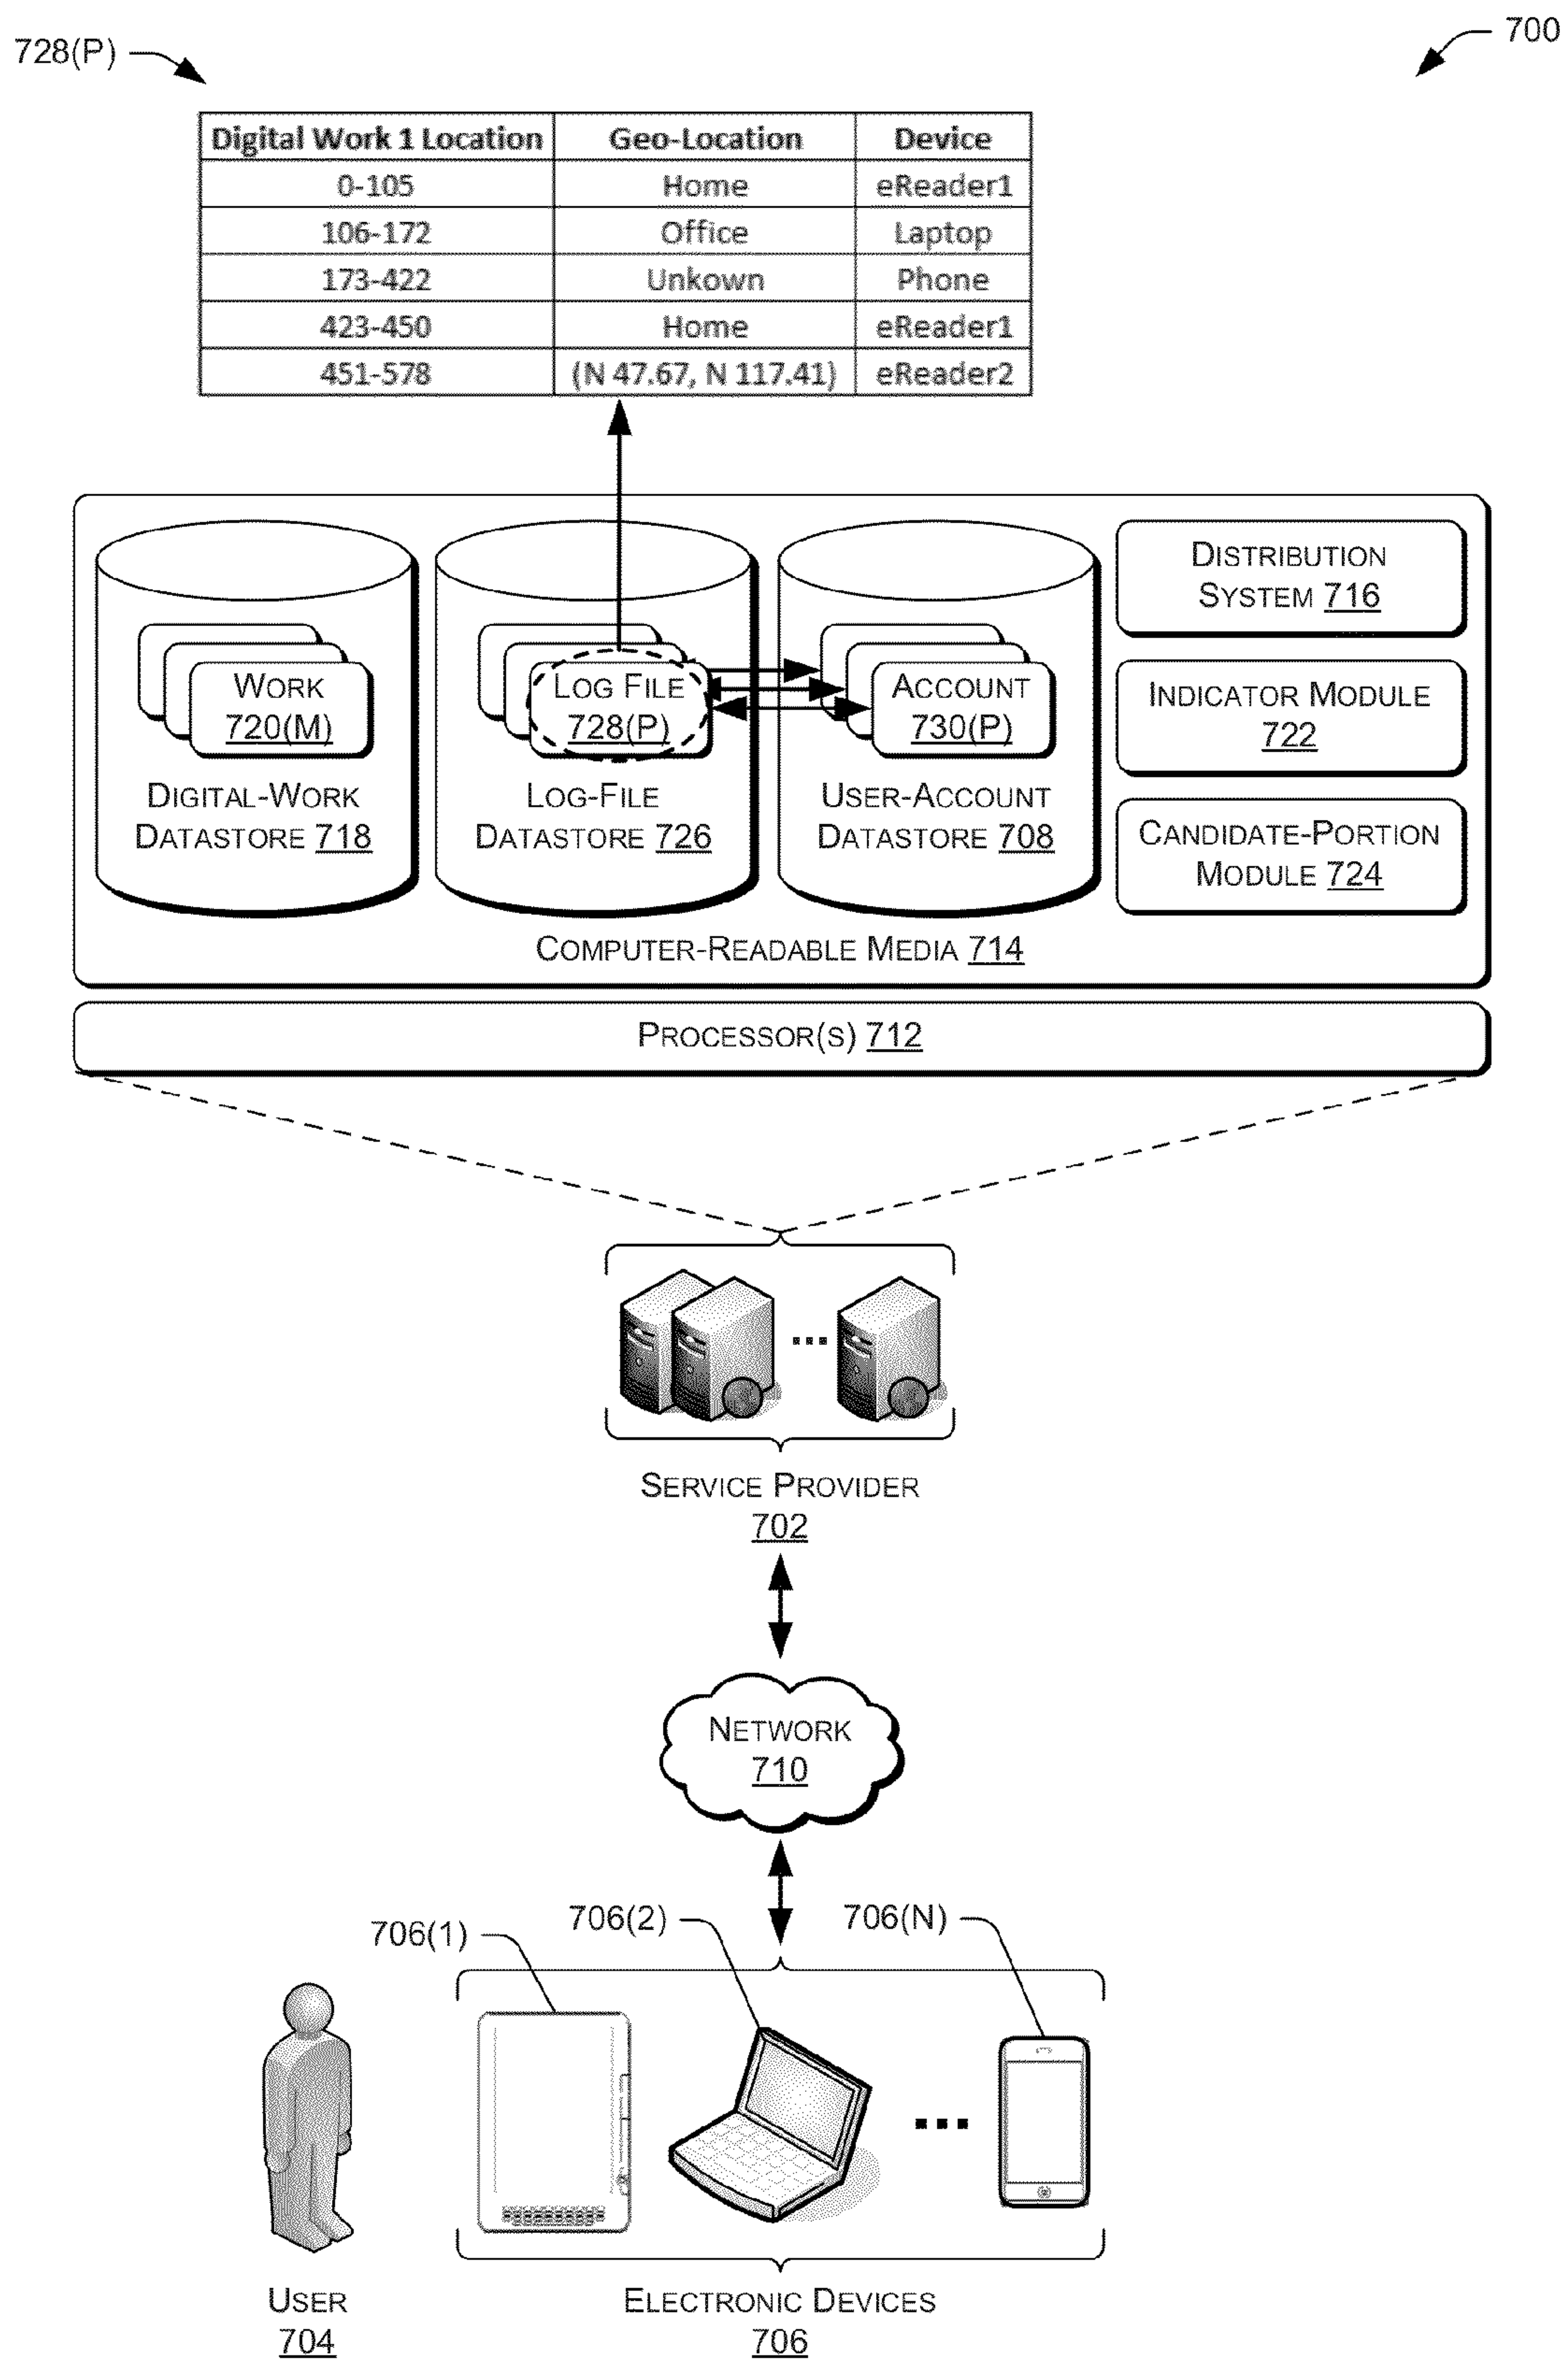 728(P)
700
Digital Work 1 Location Geo-Location Device
0-105 Home eReader1
106-172 Office Laptop
173-422 Unkown Phone
423-450 Home eReader1
451-578 (N 47.67, N 117.41) eReader2
WORK
720(M)
DIGITAL-WORK
DATASTORE 718
LOG FILE
728(P)
LOG-FILE
DATASTORE 726
ACCOUNT
730(P)
USER-ACCOUNT
DATASTORE 708
DISTRIBUTION
SYSTEM 716
INDICATOR MODULE
722
CANDIDATE-PORTION
MODULE 724
COMPUTER-READABLE MEDIA 714
PROCESSOR(S) 712
SERVICE PROVIDER
702
NETWORK
710
706(1)
706(2)
706(N)
USER
704
ELECTRONIC DEVICES
706